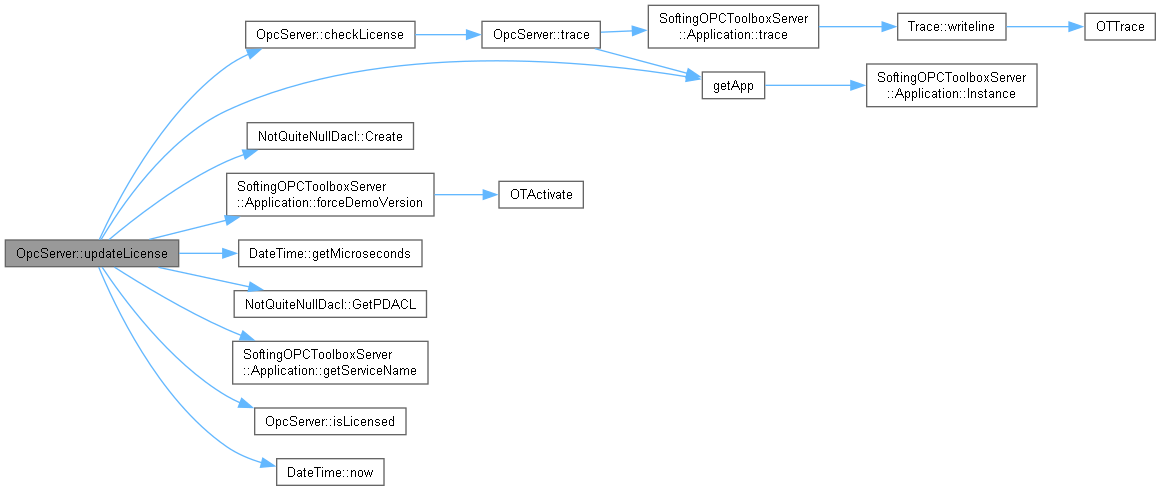 OpcServer::updateLicense
OpcServer::checkLicense
OpcServer::trace
SoftingOPCToolboxServer
::Application::trace
Trace::writeline
OTTrace
getApp
SoftingOPCToolboxServer
::Application::Instance
NotQuiteNullDacl::Create
SoftingOPCToolboxServer
::Application::forceDemoVersion
OTActivate
DateTime::getMicroseconds
NotQuiteNullDacl::GetPDACL
SoftingOPCToolboxServer
::Application::getServiceName
OpcServer::isLicensed
DateTime::now